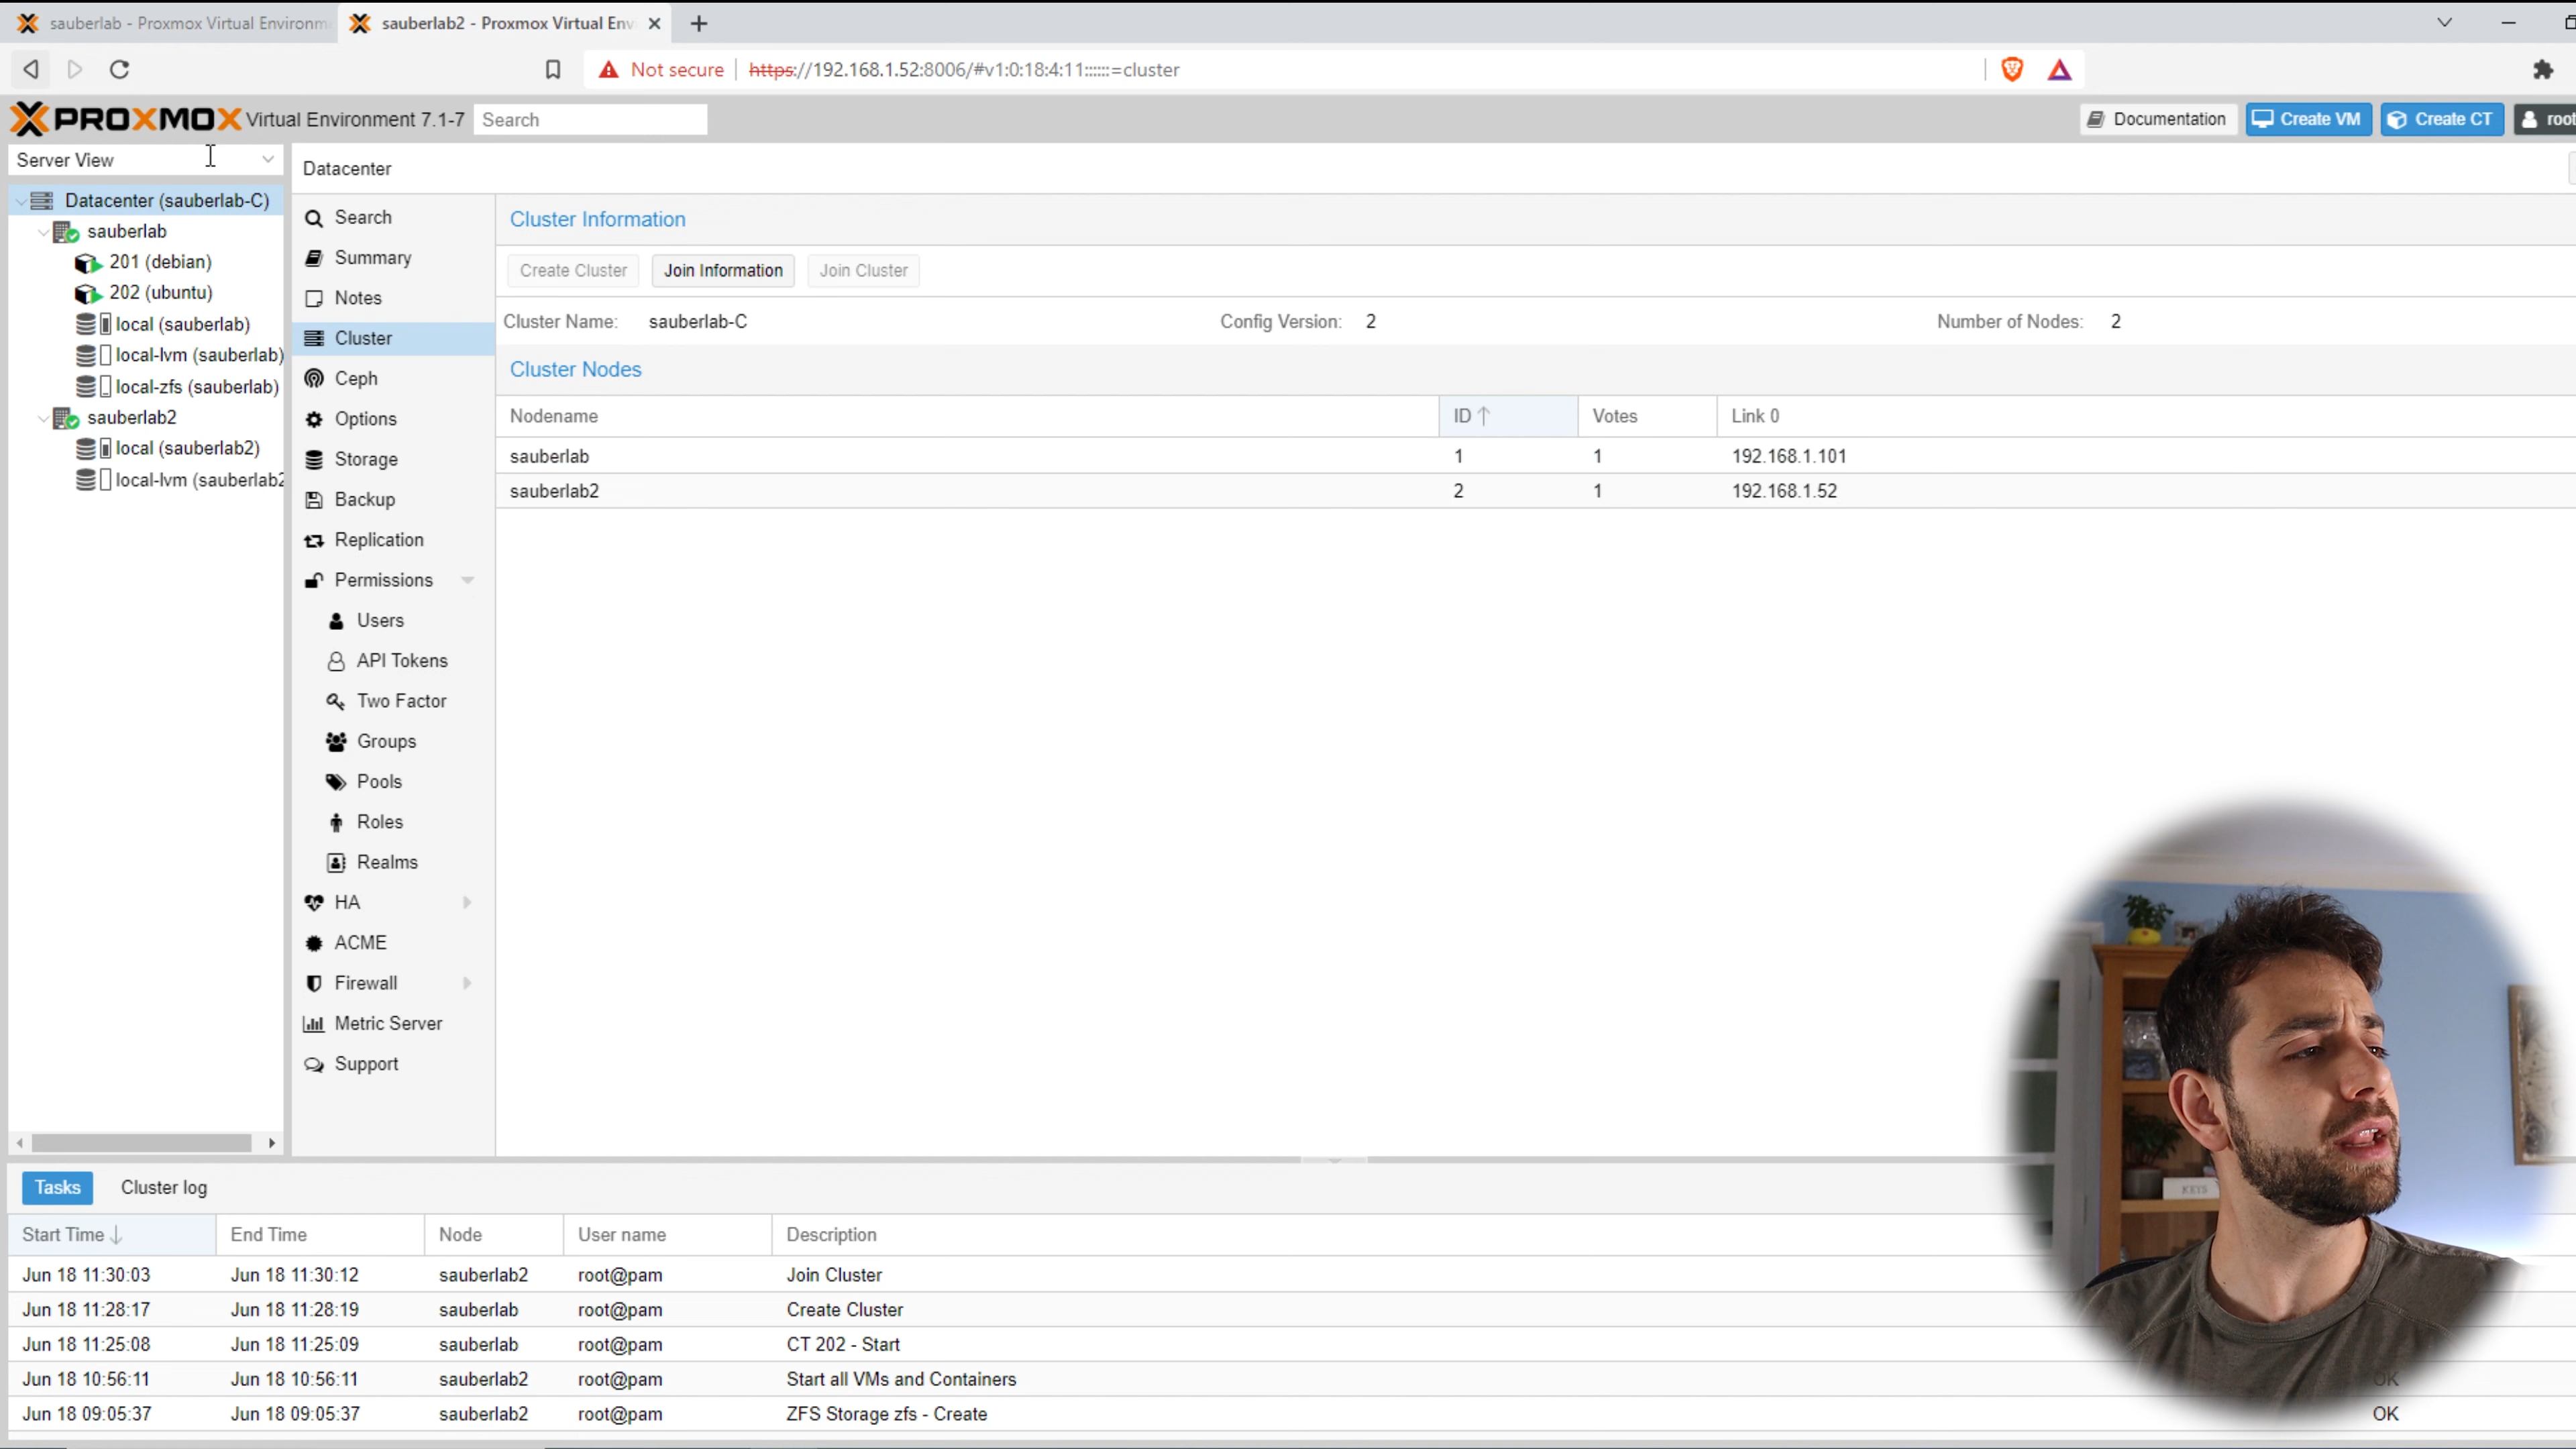 sauberlab - Proxmox Virtual Environm
sauberlab2 - Proxmox Virtual Env
Not secure https://192.168.1.52:8006/#v1:0:18:4:11::::::=cluster
PROXMOX Virtual Environment 7.1-7 Search Documentation Create VM Create CT root
Server View
Datacenter
Datacenter (sauberlab-C)
sauberlab
201 (debian)
202 (ubuntu)
local (sauberlab)
local-lvm (sauberlab)
local-zfs (sauberlab)
sauberlab2
local (sauberlab2)
local-lvm (sauberlab2
Search
Summary
Notes
Cluster
Ceph
Options
Storage
Backup
Replication
Permissions
Users
API Tokens
Two Factor
Groups
Pools
Roles
Realms
HA
ACME
Firewall
Metric Server
Support
Cluster Information
Create Cluster Join Information Join Cluster
Cluster Name: sauberlab-C Config Version: 2 Number of Nodes: 2
Cluster Nodes
Nodename ID Votes Link 0
sauberlab 1 1 192.168.1.101
sauberlab2 2 1 192.168.1.52
KEYS
Tasks Cluster log
Start Time End Time Node User name Description
Jun 18 11:30:03 Jun 18 11:30:12 sauberlab2 root@pam Join Cluster
Jun 18 11:28:17 Jun 18 11:28:19 sauberlab root@pam Create Cluster
Jun 18 11:25:08 Jun 18 11:25:09 sauberlab root@pam CT 202 - Start
Jun 18 10:56:11 Jun 18 10:56:11 sauberlab2 root@pam Start all VMs and Containers OK
Jun 18 09:05:37 Jun 18 09:05:37 sauberlab2 root@pam ZFS Storage zfs - Create OK